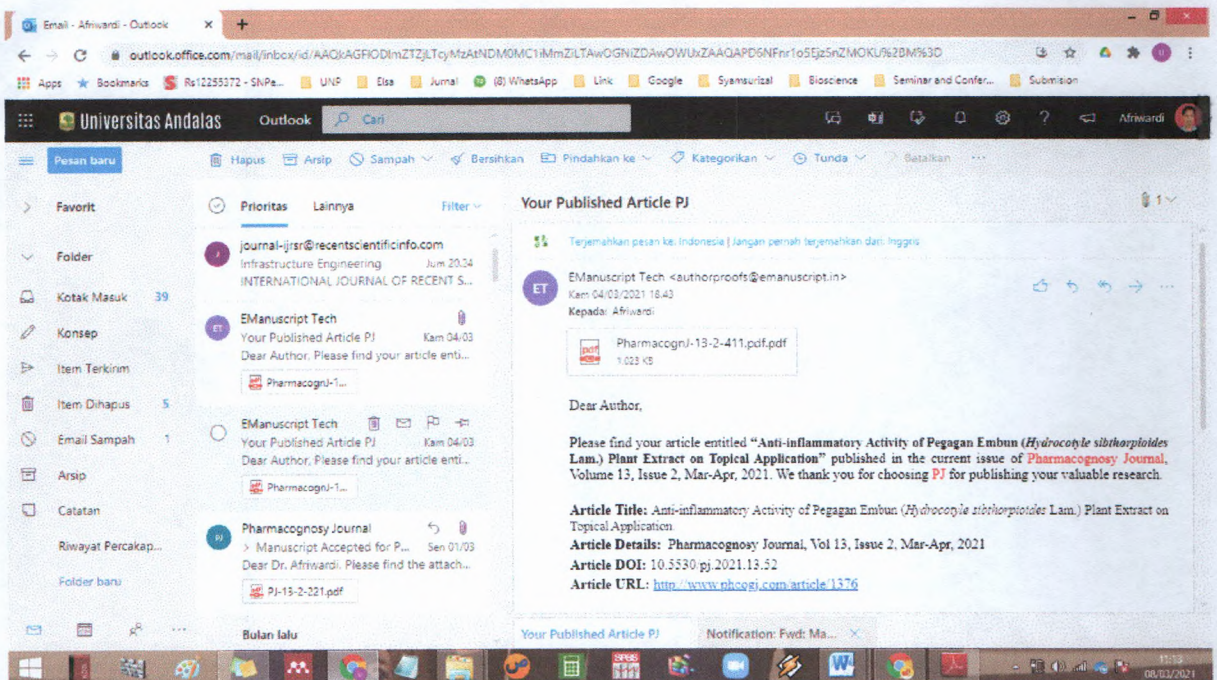 Email - Afriwardi - Outlook
outlook.office.com/mail/inbox/id/
Apps Bookmarks Rs12255372 - SNPe... UNP Elsa Jurnal (8) WhatsApp Link Google Syamsurizal Bioscience Seminar and Confer... Submision
Universitas Andalas Outlook Cari Afriwardi
Pesan baru Hapus Arsip Sampah Bersihkan Pindahkan ke Kategorikan Tunda Batalkan ...
Favorit
Folder
Kotak Masuk 39
Konsep
Item Terkirim
Item Dihapus 5
Email Sampah 1
Arsip
Catatan
Riwayat Percakap...
Folder baru
Prioritas Lainnya Filter
journal-ijrsr@recentscientificinfo.com
Infrastructure Engineering Jum 20.34
INTERNATIONAL JOURNAL OF RECENT S...
ET
EManuscript Tech
Your Published Article PJ Kam 04/03
Dear Author, Please find your article enti...
PharmacognJ-1...
EManuscript Tech
Your Published Article PJ Kam 04/03
Dear Author, Please find your article enti...
PharmacognJ-1...
PJ
Pharmacognosy Journal
> Manuscript Accepted for P... Sen 01/03
Dear Dr. Afriwardi. Please find the attach...
PJ-13-2-221.pdf
Bulan lalu
Your Published Article PJ 1
Terjemahkan pesan ke: Indonesia | Jangan pernah terjemahkan dari: Inggris
ET
EManuscript Tech <authorproofs@emanuscript.in>
Kam 04/03/2021 18.43
Kepada: Afriwardi
PharmacognJ-13-2-411.pdf.pdf
1.023 KB
Dear Author,
Please find your article entitled “Anti-inflammatory Activity of Pegagan Embun (Hydrocotyle sibthorpioides
Lam.) Plant Extract on Topical Application” published in the current issue of Pharmacognosy Journal,
Volume 13, Issue 2, Mar-Apr, 2021. We thank you for choosing PJ for publishing your valuable research.
Article Title: Anti-inflammatory Activity of Pegagan Embun (Hydrocotyle sibthorpioides Lam.) Plant Extract on
Topical Application.
Article Details: Pharmacognosy Journal, Vol 13, Issue 2, Mar-Apr, 2021
Article DOI: 10.5530/pj.2021.13.52
Article URL: http://www.phcogj.com/article/1376
Your Published Article PJ Notification: Fwd: Ma...
11:13
08/03/2021